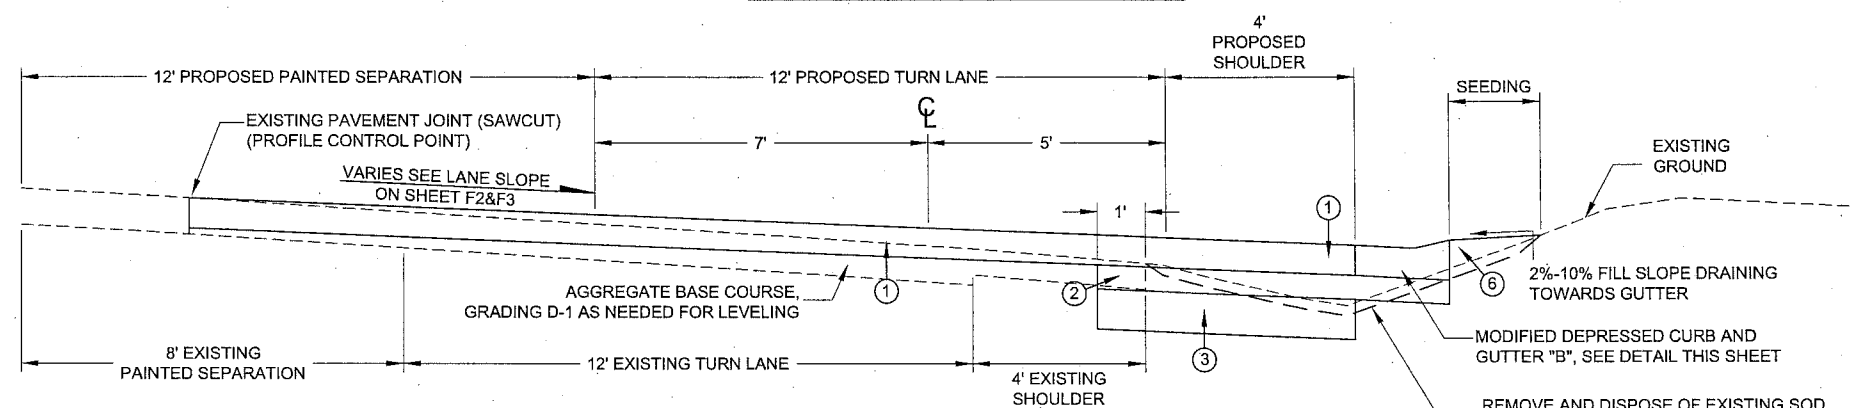 4'
PROPOSED
SHOULDER
12' PROPOSED PAINTED SEPARATION
12' PROPOSED TURN LANE
SEEDING
EXISTING PAVEMENT JOINT (SAWCUT)
(PROFILE CONTROL POINT)
CL
7'
5'
EXISTING
GROUND
VARIES SEE LANE SLOPE
ON SHEET F2&F3
1'
1
2%-10% FILL SLOPE DRAINING
TOWARDS GUTTER
6
AGGREGATE BASE COURSE,
GRADING D-1 AS NEEDED FOR LEVELING
1
2
MODIFIED DEPRESSED CURB AND
GUTTER "B", SEE DETAIL THIS SHEET
3
8' EXISTING
PAINTED SEPARATION
12' EXISTING TURN LANE
4' EXISTING
SHOULDER
REMOVE AND DISPOSE OF EXISTING SOD